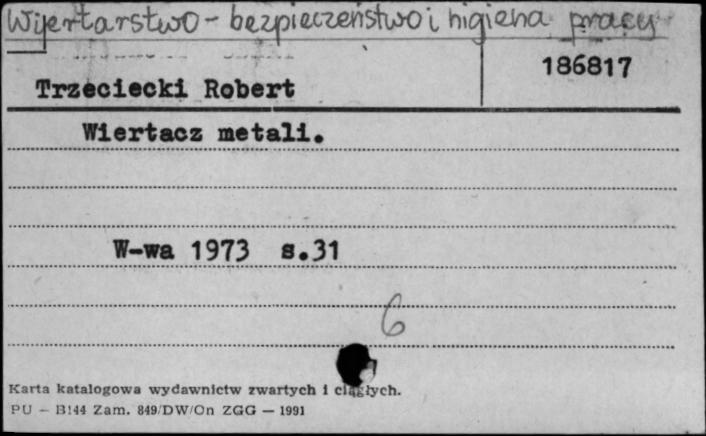 Wiertarstwo - bezpieczeństwo i higiena pracy
186817
Trzeciecki Robert
Wiertacz metali.
W-wa 1973 s.31
6
Karta katalogowa wydawnictw zwartych i ciągłych.
PU — B144 Zam. 849/DW/On ZGG — 1991